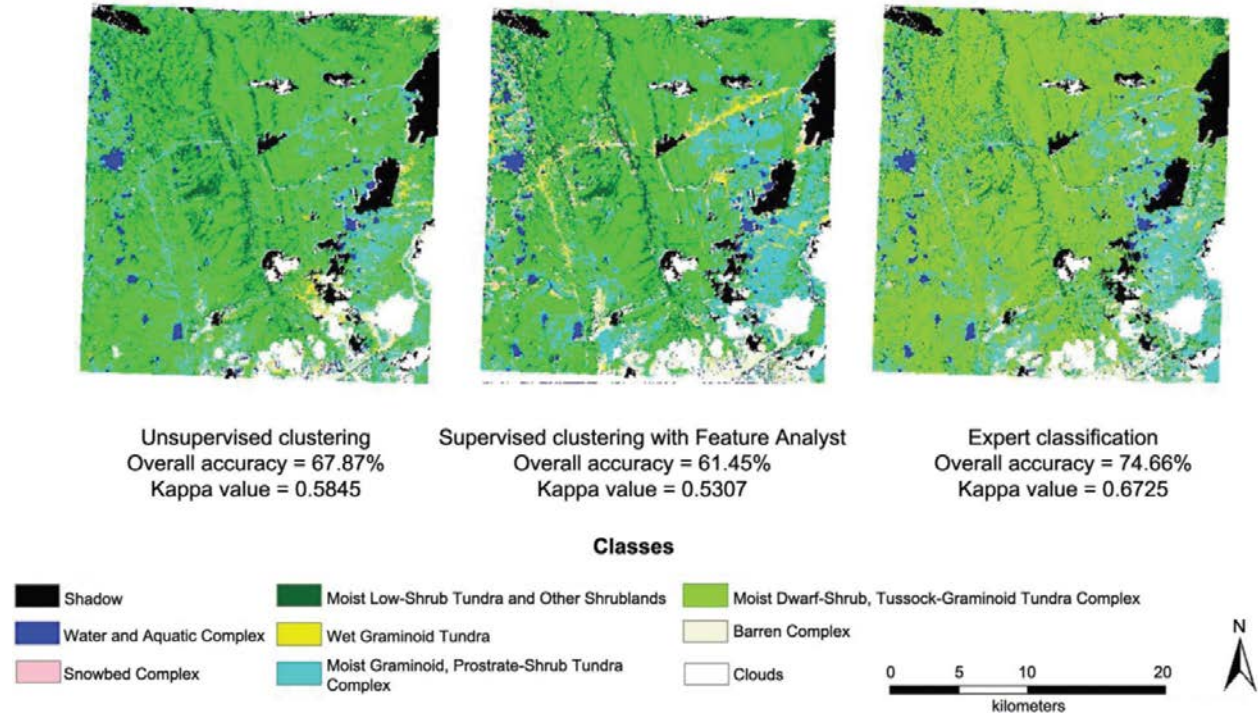 Unsupervised clustering
Overall accuracy = 67.87%
Kappa value = 0.5845
Supervised clustering with Feature Analyst
Overall accuracy = 61.45%
Kappa value = 0.5307
Expert classification
Overall accuracy = 74.66%
Kappa value = 0.6725
Classes
Shadow
Water and Aquatic Complex
Snowbed Complex
Moist Low-Shrub Tundra and Other Shrublands
Wet Graminoid Tundra
Moist Graminoid, Prostrate-Shrub Tundra
Complex
Moist Dwarf-Shrub, Tussock-Graminoid Tundra Complex
Barren Complex
Clouds
0 5 10 20
kilometers
N